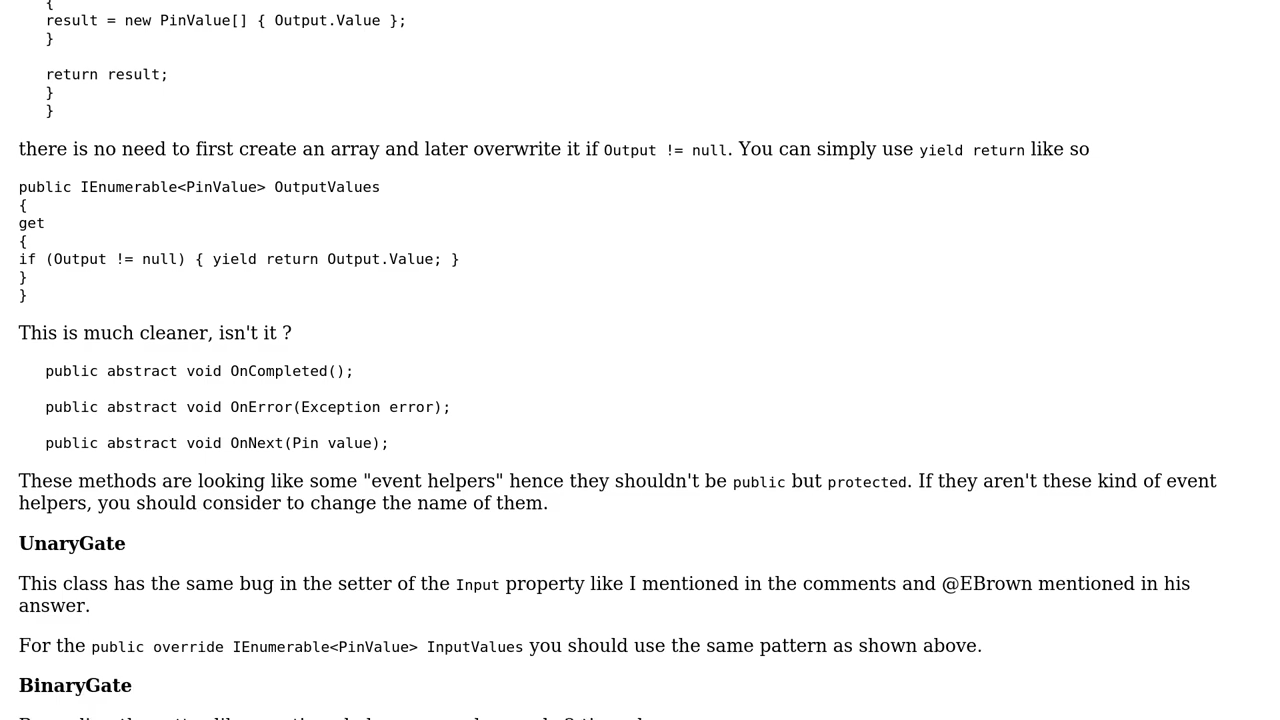 {
result = new PinValue[] { Output.Value };
}
return result;
}
}
there is no need to first create an array and later overwrite it if Output != null. You can simply use yield return like so
public IEnumerable<PinValue> OutputValues
{
get
{
if (Output != null) { yield return Output.Value; }
}
}
This is much cleaner, isn't it ?
public abstract void OnCompleted();
public abstract void OnError(Exception error);
public abstract void OnNext(Pin value);
These methods are looking like some "event helpers" hence they shouldn't be public but protected. If they aren't these kind of event
helpers, you should consider to change the name of them.
UnaryGate
This class has the same bug in the setter of the Input property like I mentioned in the comments and @EBrown mentioned in his
answer.
For the public override IEnumerable<PinValue> InputValues you should use the same pattern as shown above.
BinaryGate